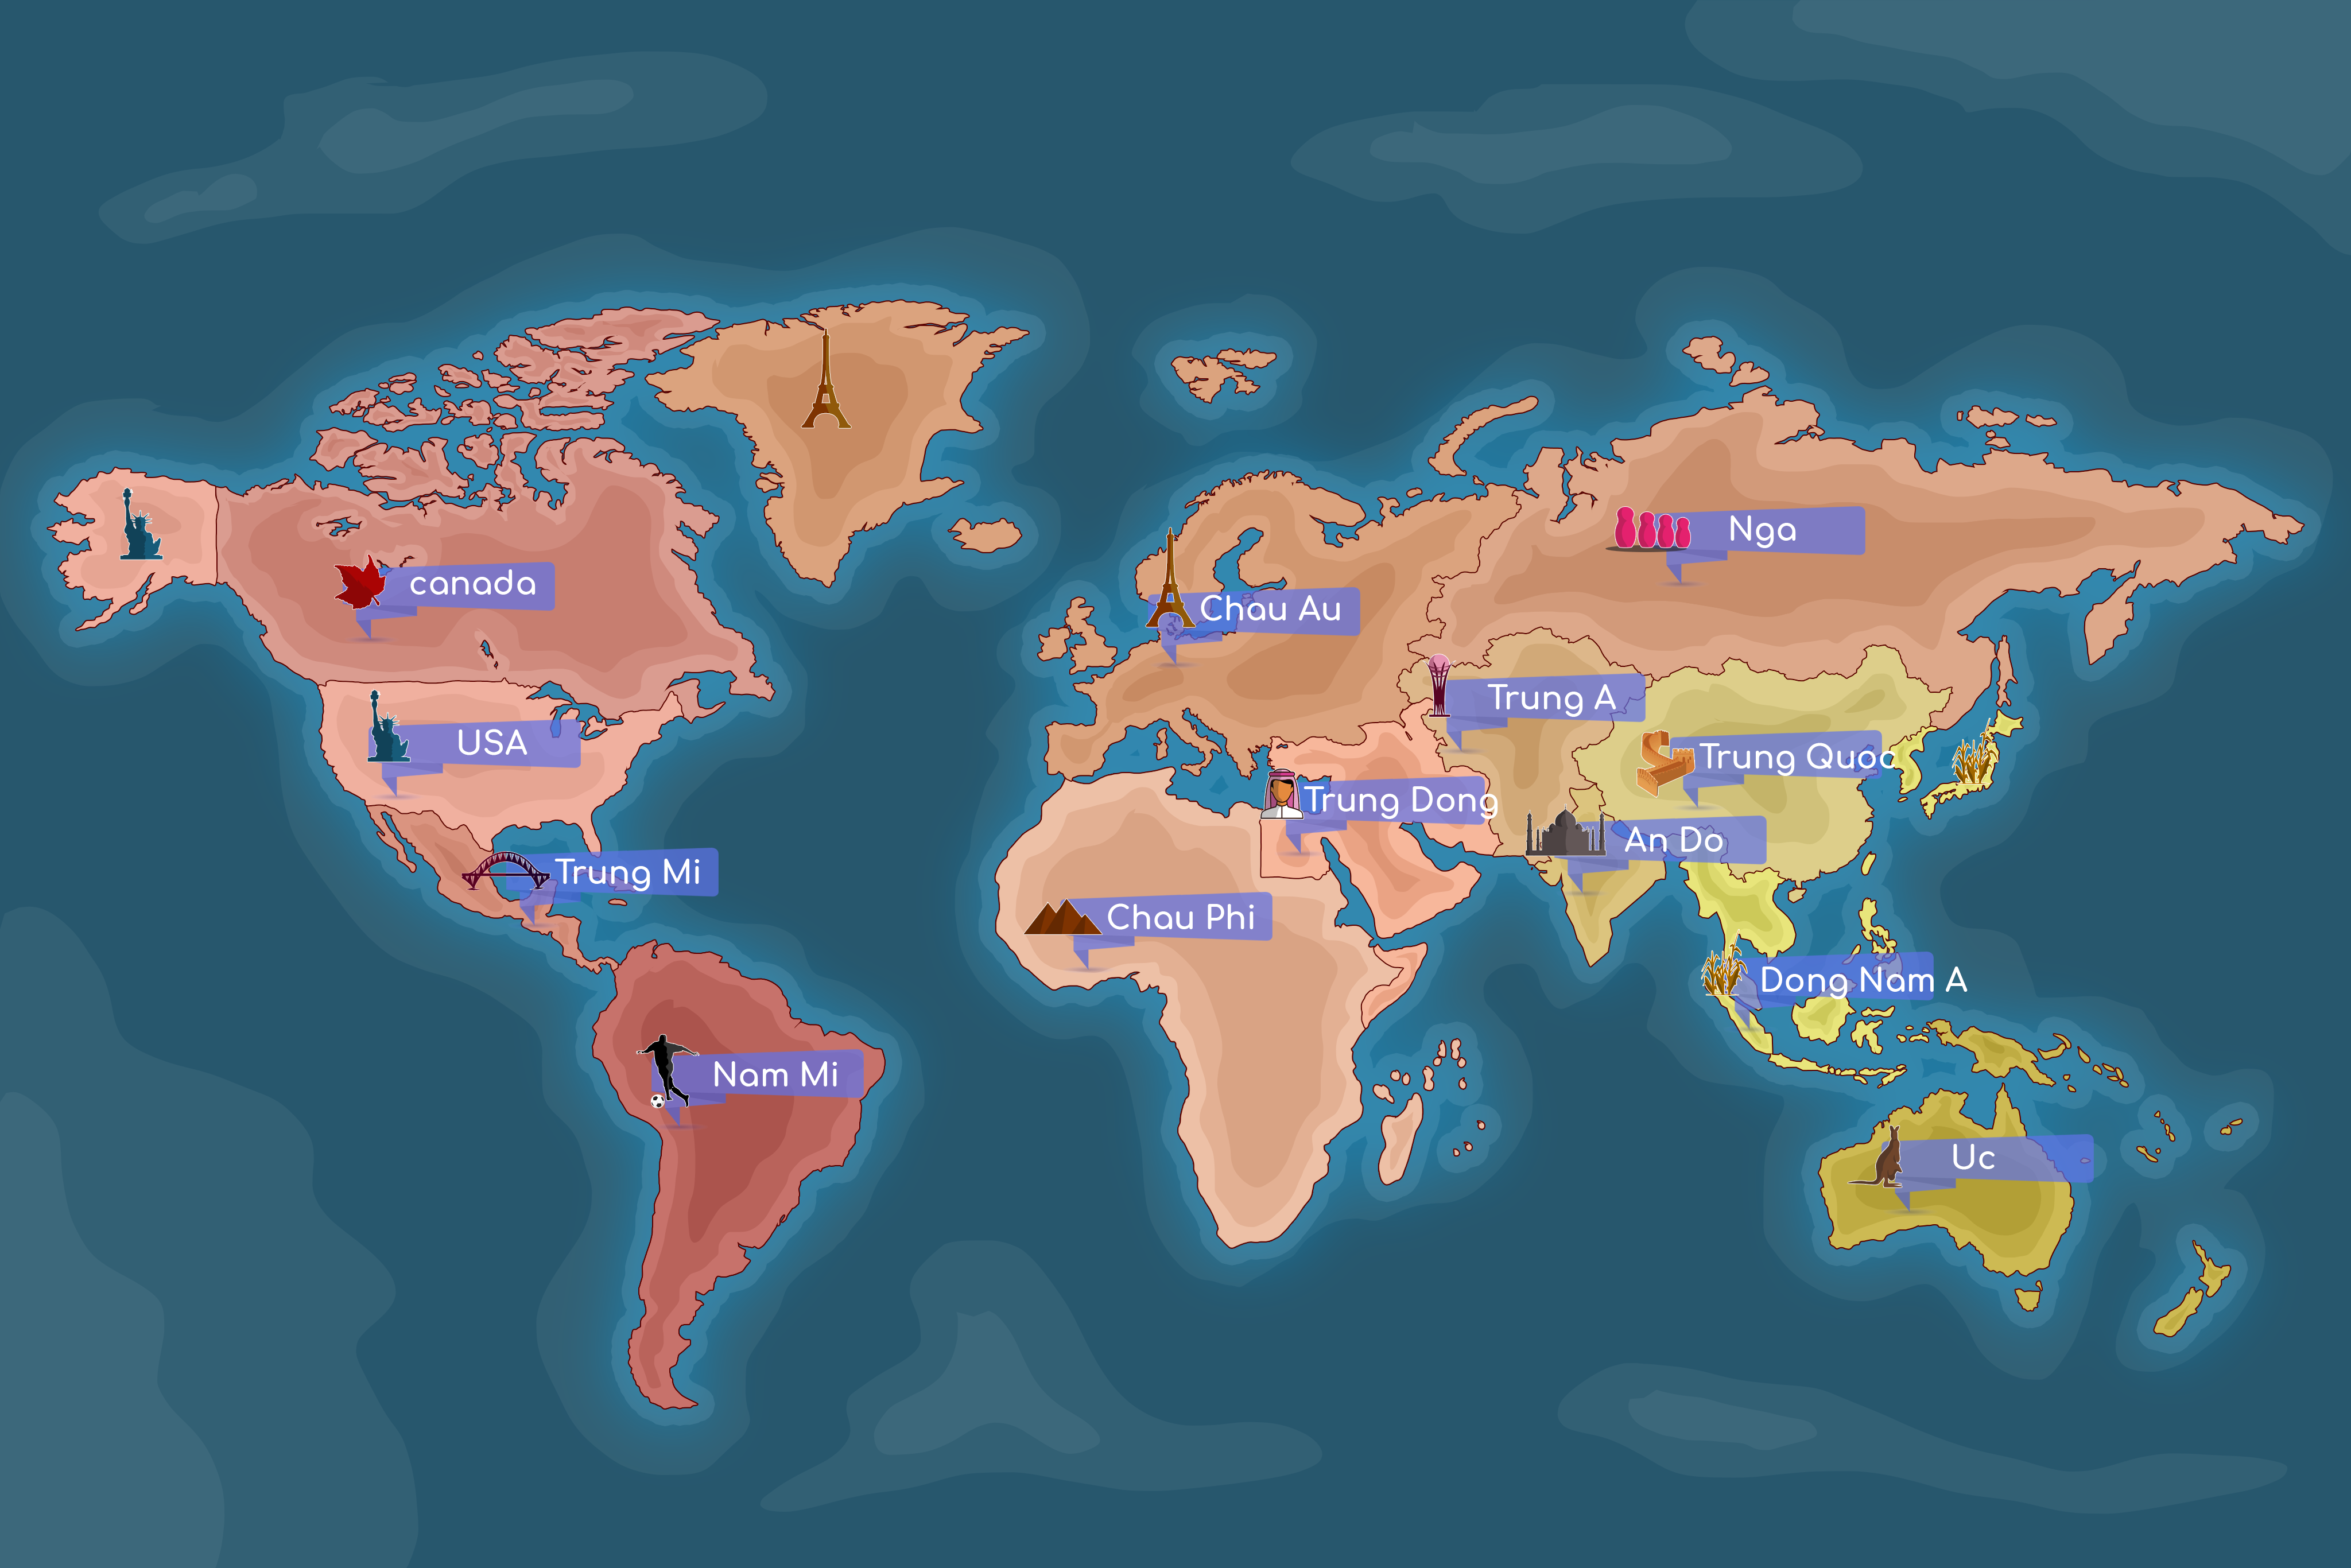 Nga
canada
Chau Au
Trung A
USA
Trung Quoc
Trung Dong
An Do
Trung Mi
Chau Phi
Dong Nam A
Nam Mi
Uc